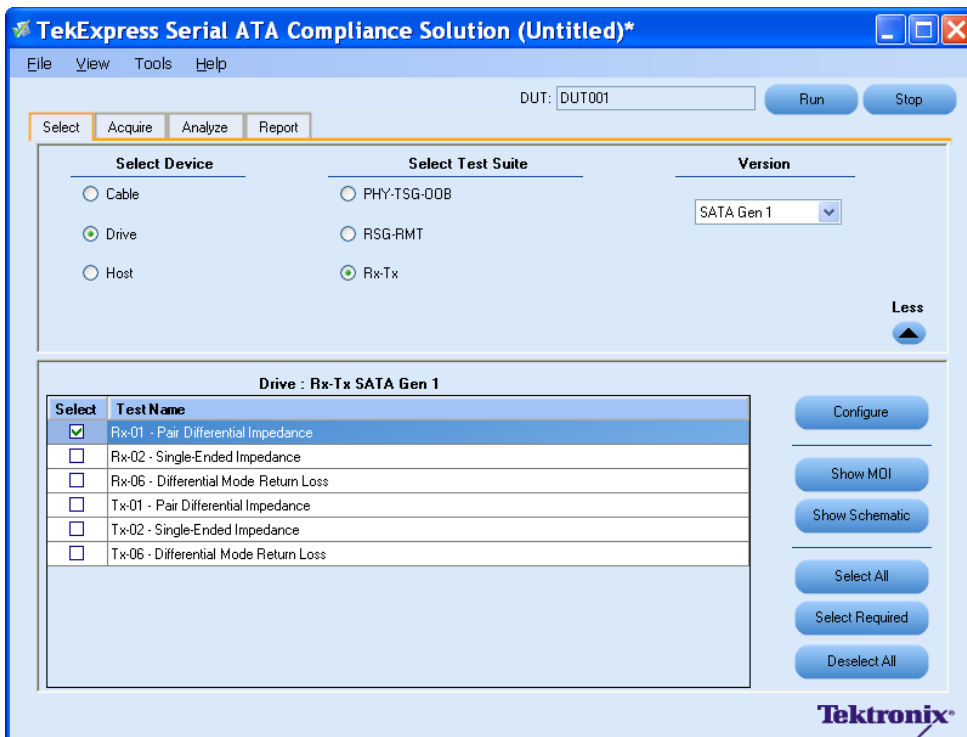 TekExpress Serial ATA Compliance Solution (Untitled)*
File View Tools Help
DUT: DUT001 Run Stop
Select Acquire Analyze Report
Select Device Select Test Suite Version
Cable PHY-TSG-OOB
SATA Gen 1
Drive RSG-RMT
Host Rx-Tx
Less
Drive : Rx-Tx SATA Gen 1
Select Test Name
Rx-01 - Pair Differential Impedance
Rx-02 - Single-Ended Impedance
Rx-06 - Differential Mode Return Loss
Tx-01 - Pair Differential Impedance
Tx-02 - Single-Ended Impedance
Tx-06 - Differential Mode Return Loss
Configure
Show MOI
Show Schematic
Select All
Select Required
Deselect All
Tektronix